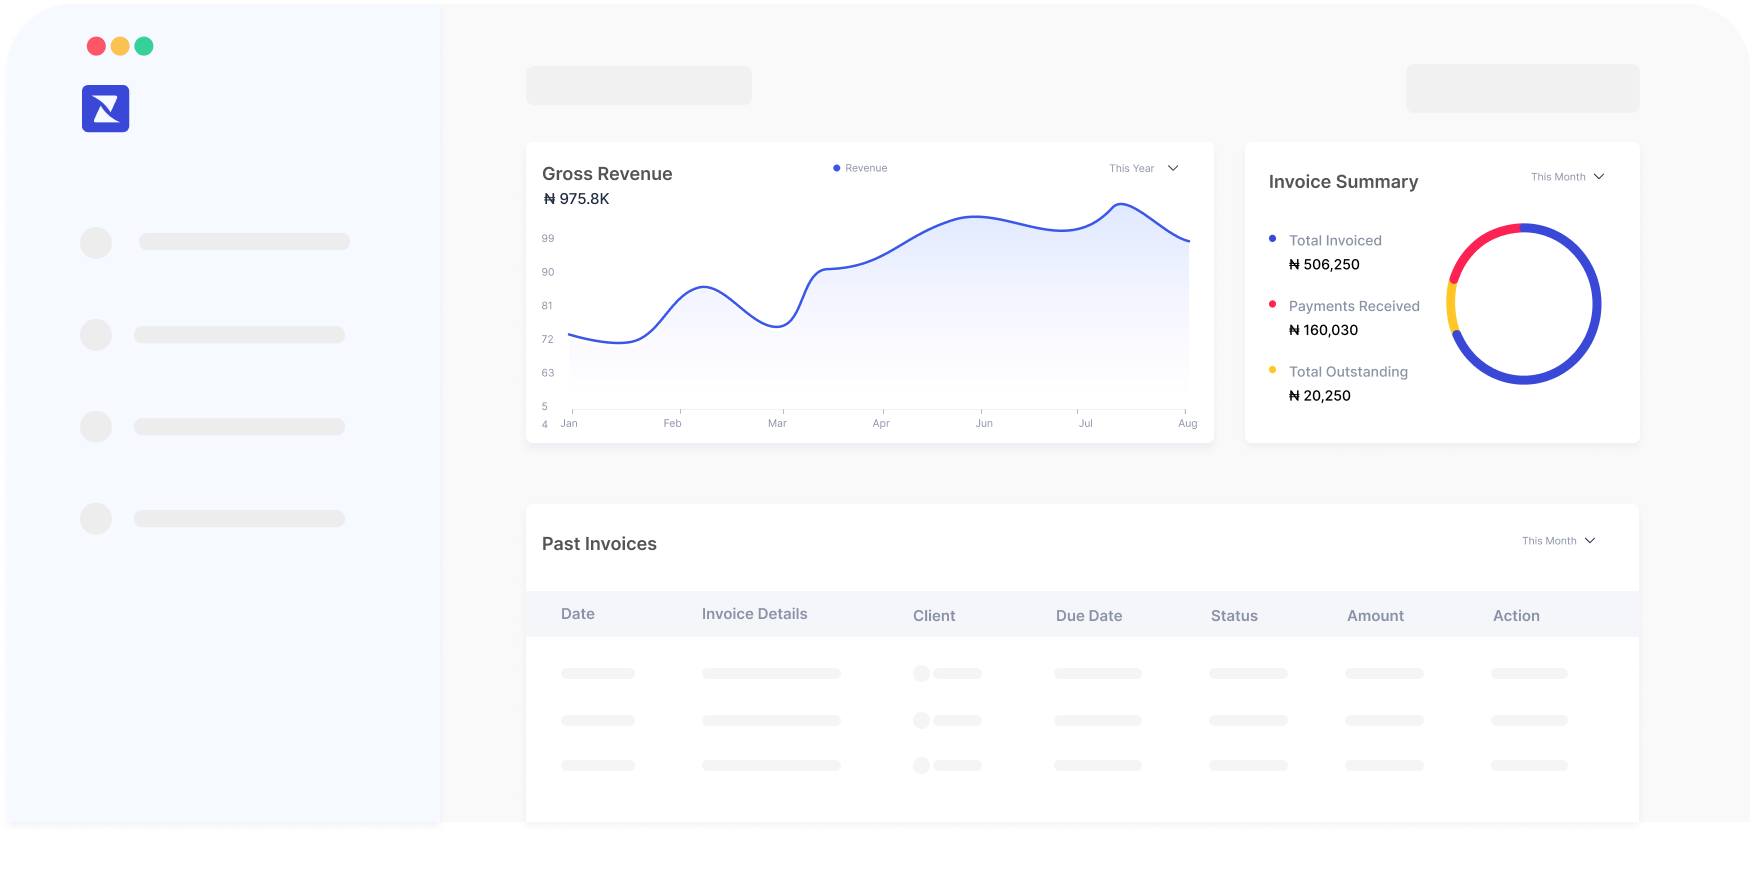 Gross Revenue
₦ 975.8K
Revenue
This Year
99
90
81
72
63
5
4
Jan Feb Mar Apr Jun Jul Aug
Invoice Summary
This Month
Total Invoiced
₦ 506,250
Payments Received
₦ 160,030
Total Outstanding
₦ 20,250
Past Invoices
This Month
Date Invoice Details Client Due Date Status Amount Action